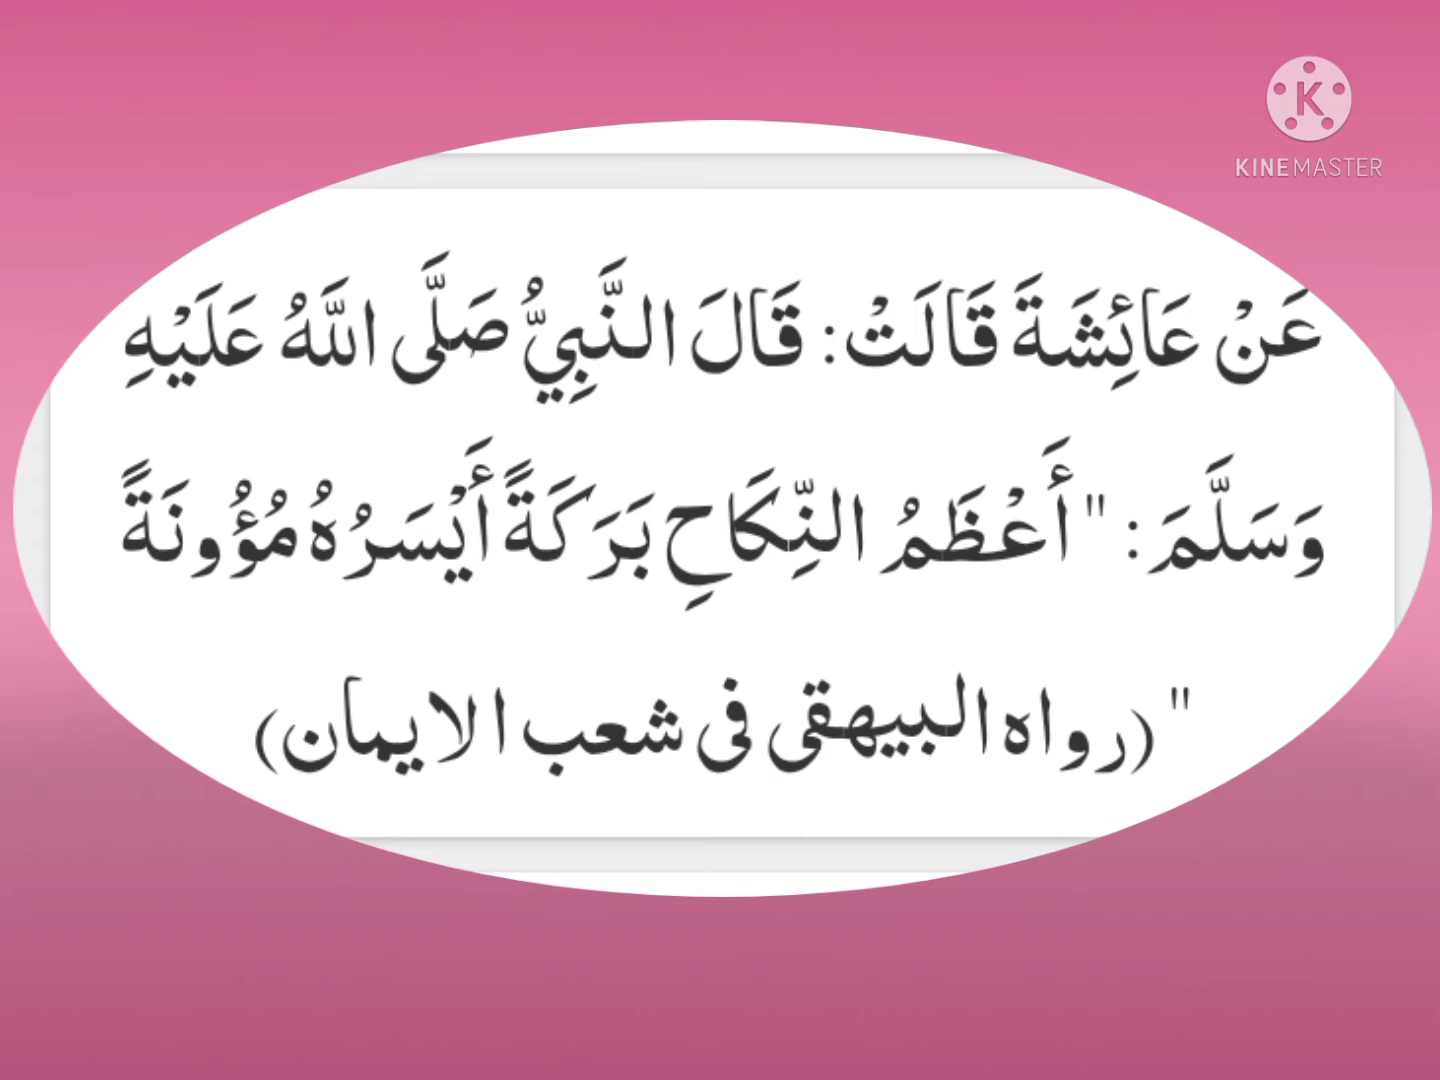 KINEMASTER
عَنْ عَائِشَةَ قَالَتْ: قَالَ النَّبِيُّ صَلَّى اللَّهُ عَلَيْهِ
وَسَلَّمَ: " أَعْظَمُ النِّكَاحِ بَرَكَةً أَيْسَرُهُ مُؤُونَةً
" (رواه البيهقى فى شعب الايمان)